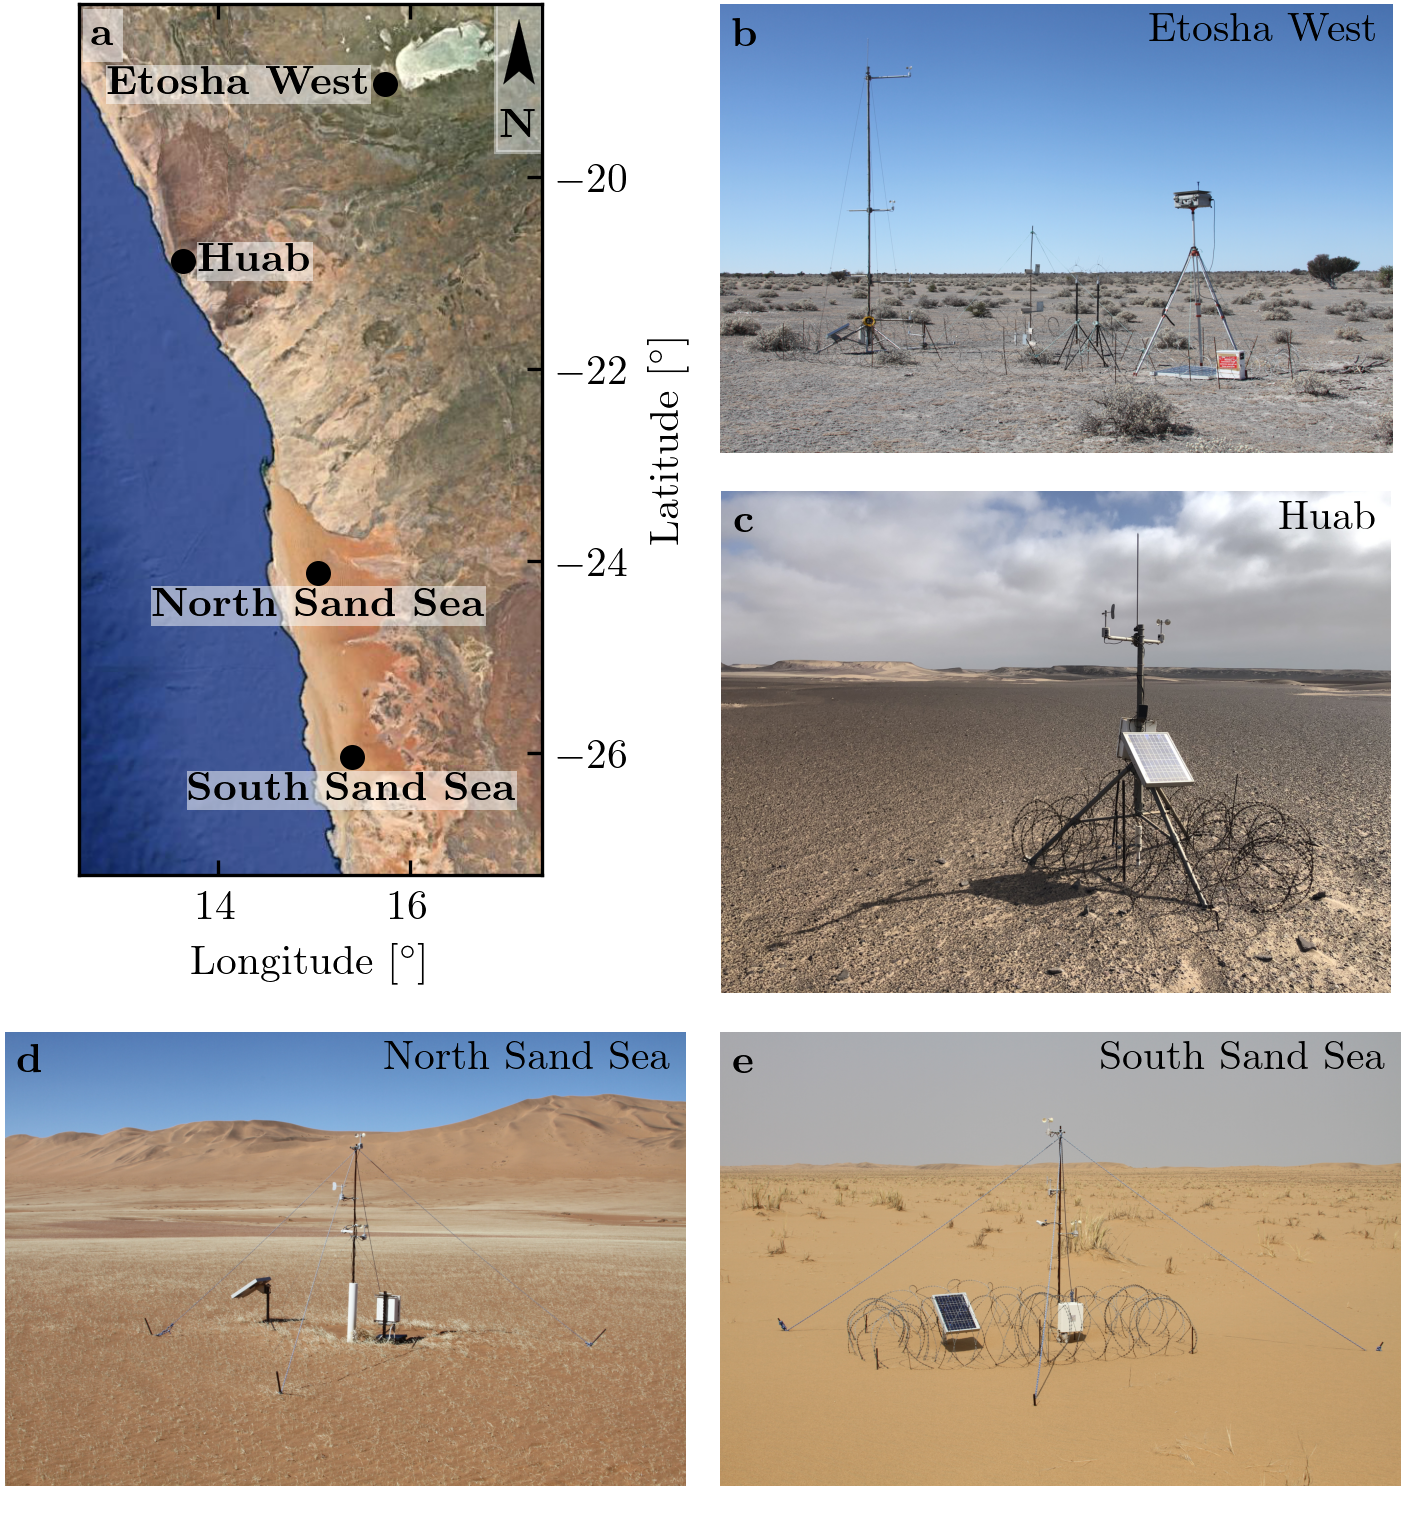 a
Etosha West
N
Huab
North Sand Sea
South Sand Sea
−20
−22
−24
−26
Latitude [°]
14
16
Longitude [°]
b
Etosha West
c
Huab
d
North Sand Sea
e
South Sand Sea